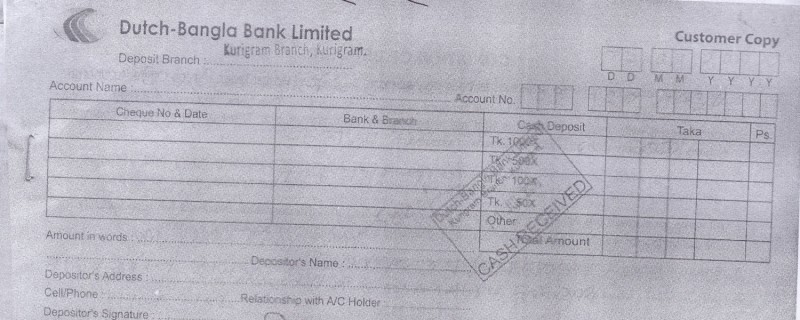 Dutch-Bangla Bank Limited
Customer Copy
Deposit Branch : Kurigram Branch, Kurigram.
D D M M Y Y Y Y
Account Name :
Account No.
Cheque No & Date Bank & Branch Cash Deposit Taka Ps
Tk. 1000X
Tk. 500X
Tk. 100X
Tk. 50X
Other
Total Amount
Dutch-Bangla
Kurigram
CASH RECEIVED
Amount in words :
Depositor's Name :
Depositor's Address :
Cell/Phone : Relationship with A/C Holder :
Depositor's Signature :